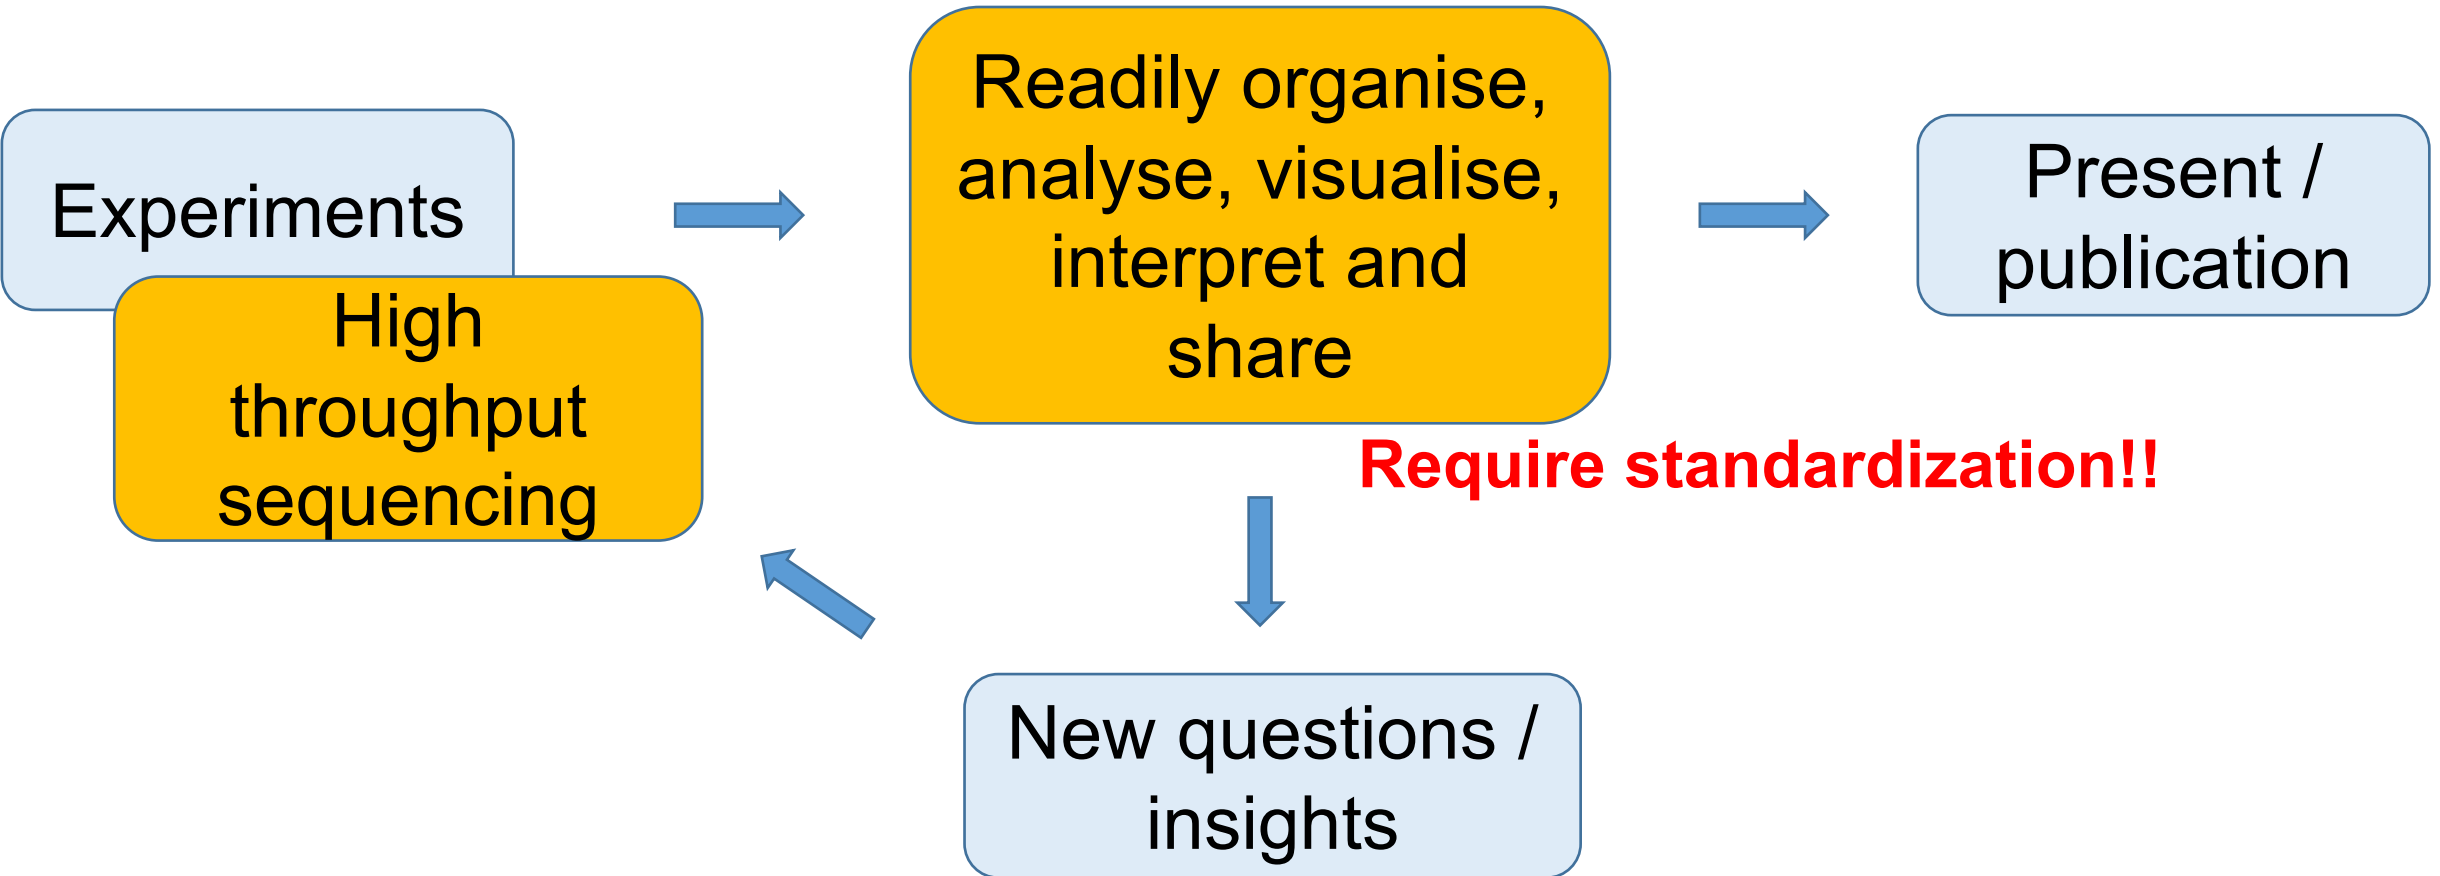 Experiments
High
throughput
sequencing
Readily organise,
analyse, visualise,
interpret and
share
Present /
publication
Require standardization!!
New questions /
insights